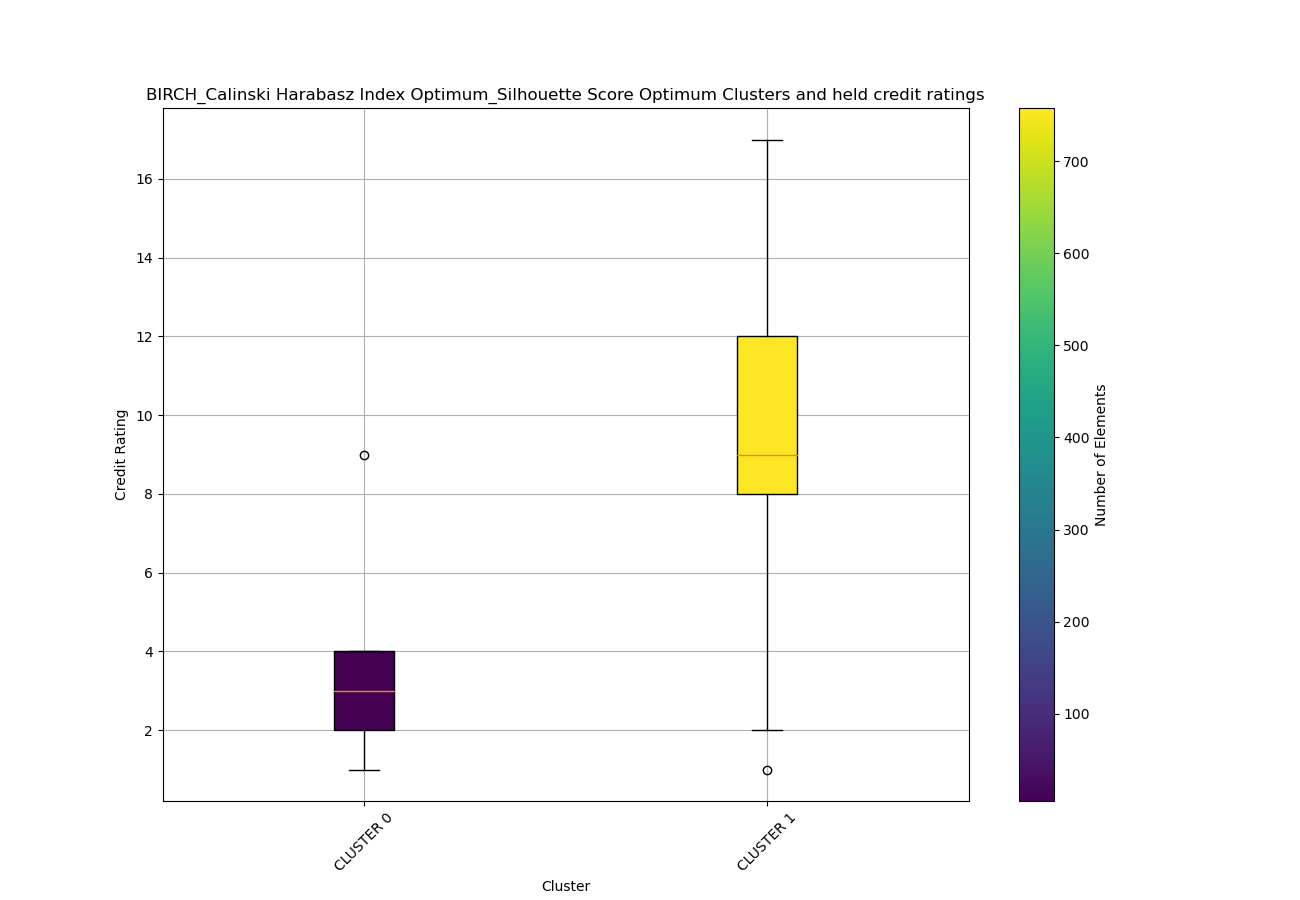 BIRCH_Calinski Harabasz Index Optimum_Silhouette Score Optimum Clusters and held credit ratings
Credit Rating
16
14
12
10
8
6
4
2
CLUSTER 0
CLUSTER 1
Cluster
700
600
500
400
300
200
100
Number of Elements